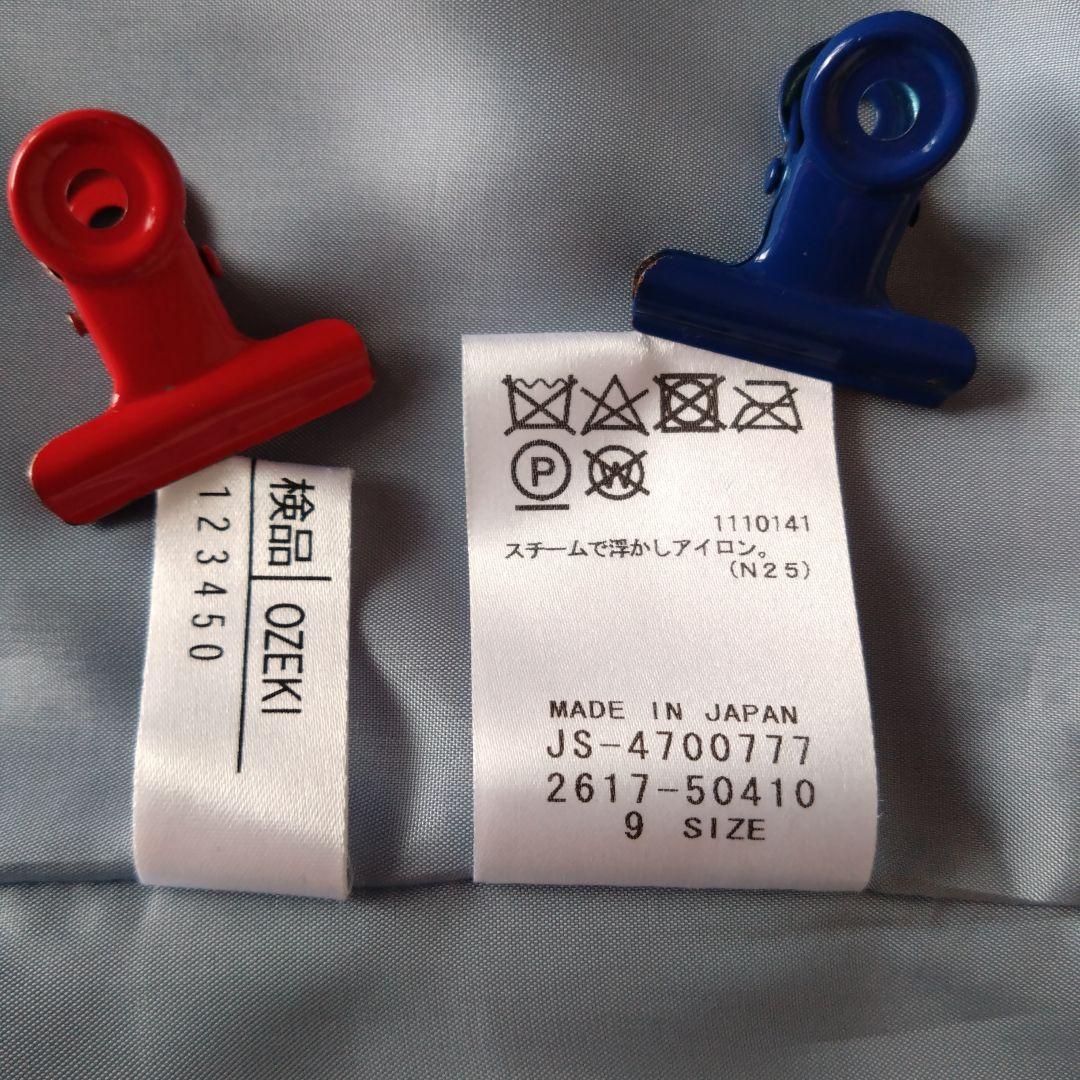 検品 OZEKI
123450
P W
1110141
スチームで浮かしアイロン。
(N25)
MADE IN JAPAN
JS-4700777
2617-50410
9 SIZE